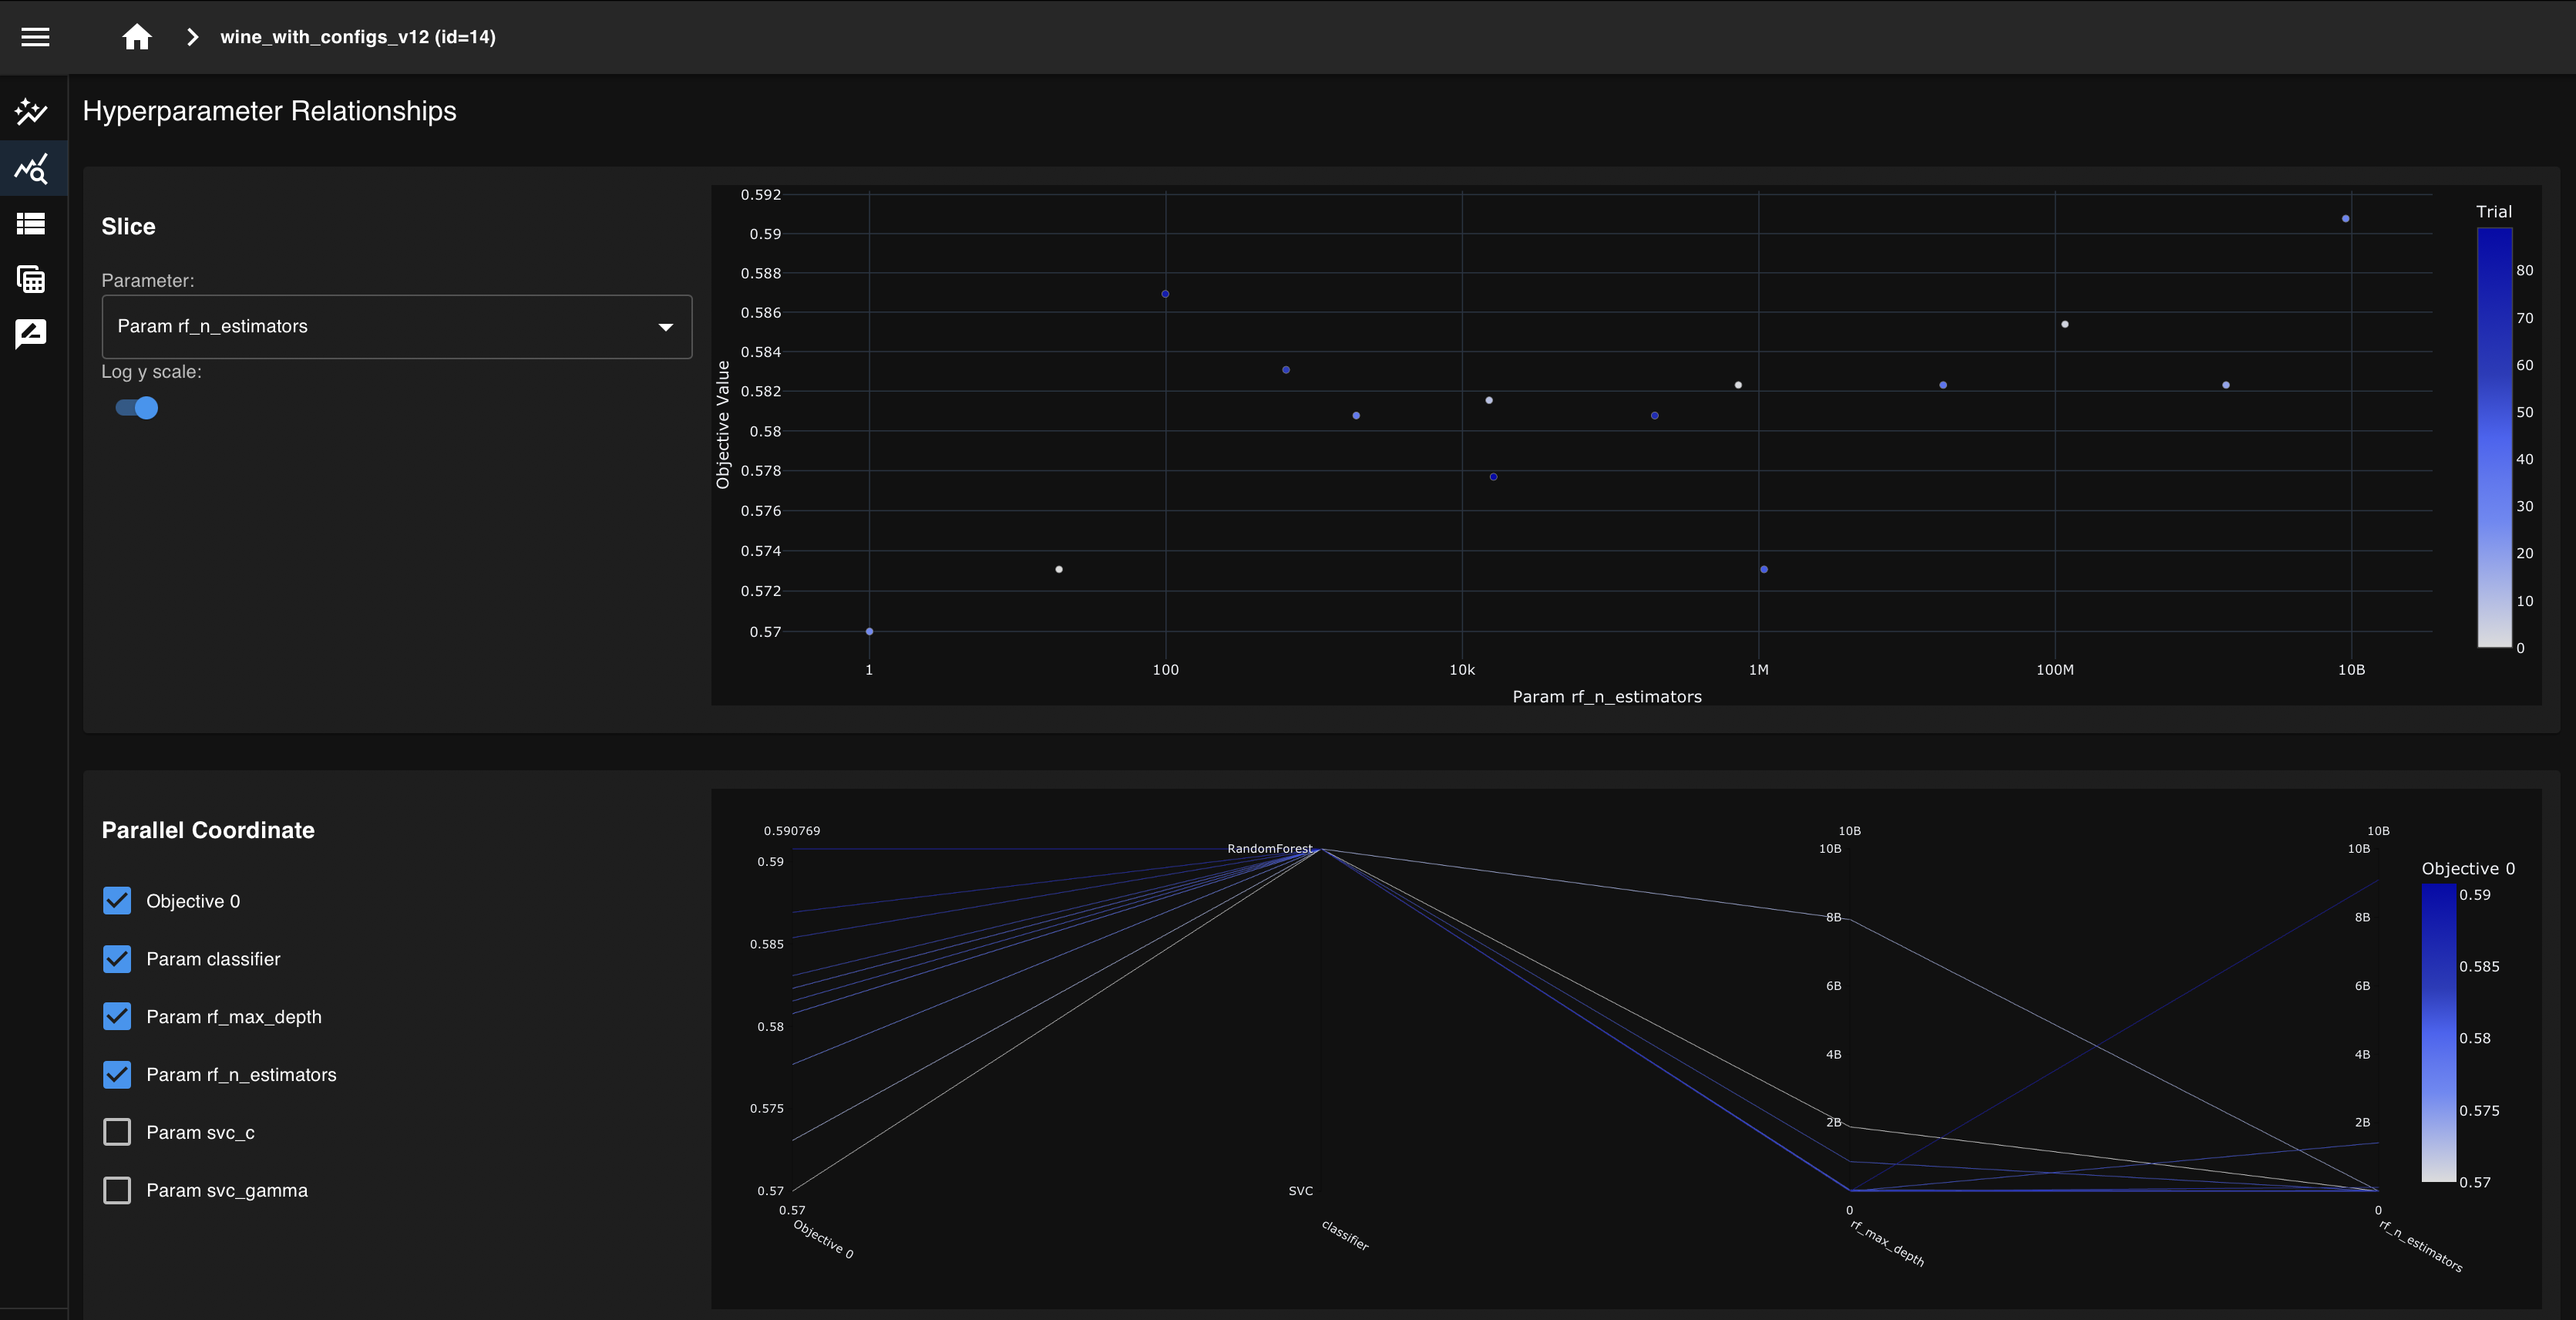 wine_with_configs_v12 (id=14)
Hyperparameter Relationships
Slice
Parameter:
Param rf_n_estimators
Log y scale:
0.592
0.59
0.588
0.586
0.584
0.582
0.58
0.578
0.576
0.574
0.572
0.57
Objective Value
1
100
10k
1M
100M
10B
Param rf_n_estimators
Trial
80
70
60
50
40
30
20
10
0
Parallel Coordinate
Objective 0
Param classifier
Param rf_max_depth
Param rf_n_estimators
Param svc_c
Param svc_gamma
0.590769
0.59
0.585
0.58
0.575
0.57
0.57
Objective 0
RandomForest
SVC
classifier
10B
10B
8B
6B
4B
2B
0
rf_max_depth
10B
10B
8B
6B
4B
2B
0
rf_n_estimators
Objective 0
0.59
0.585
0.58
0.575
0.57